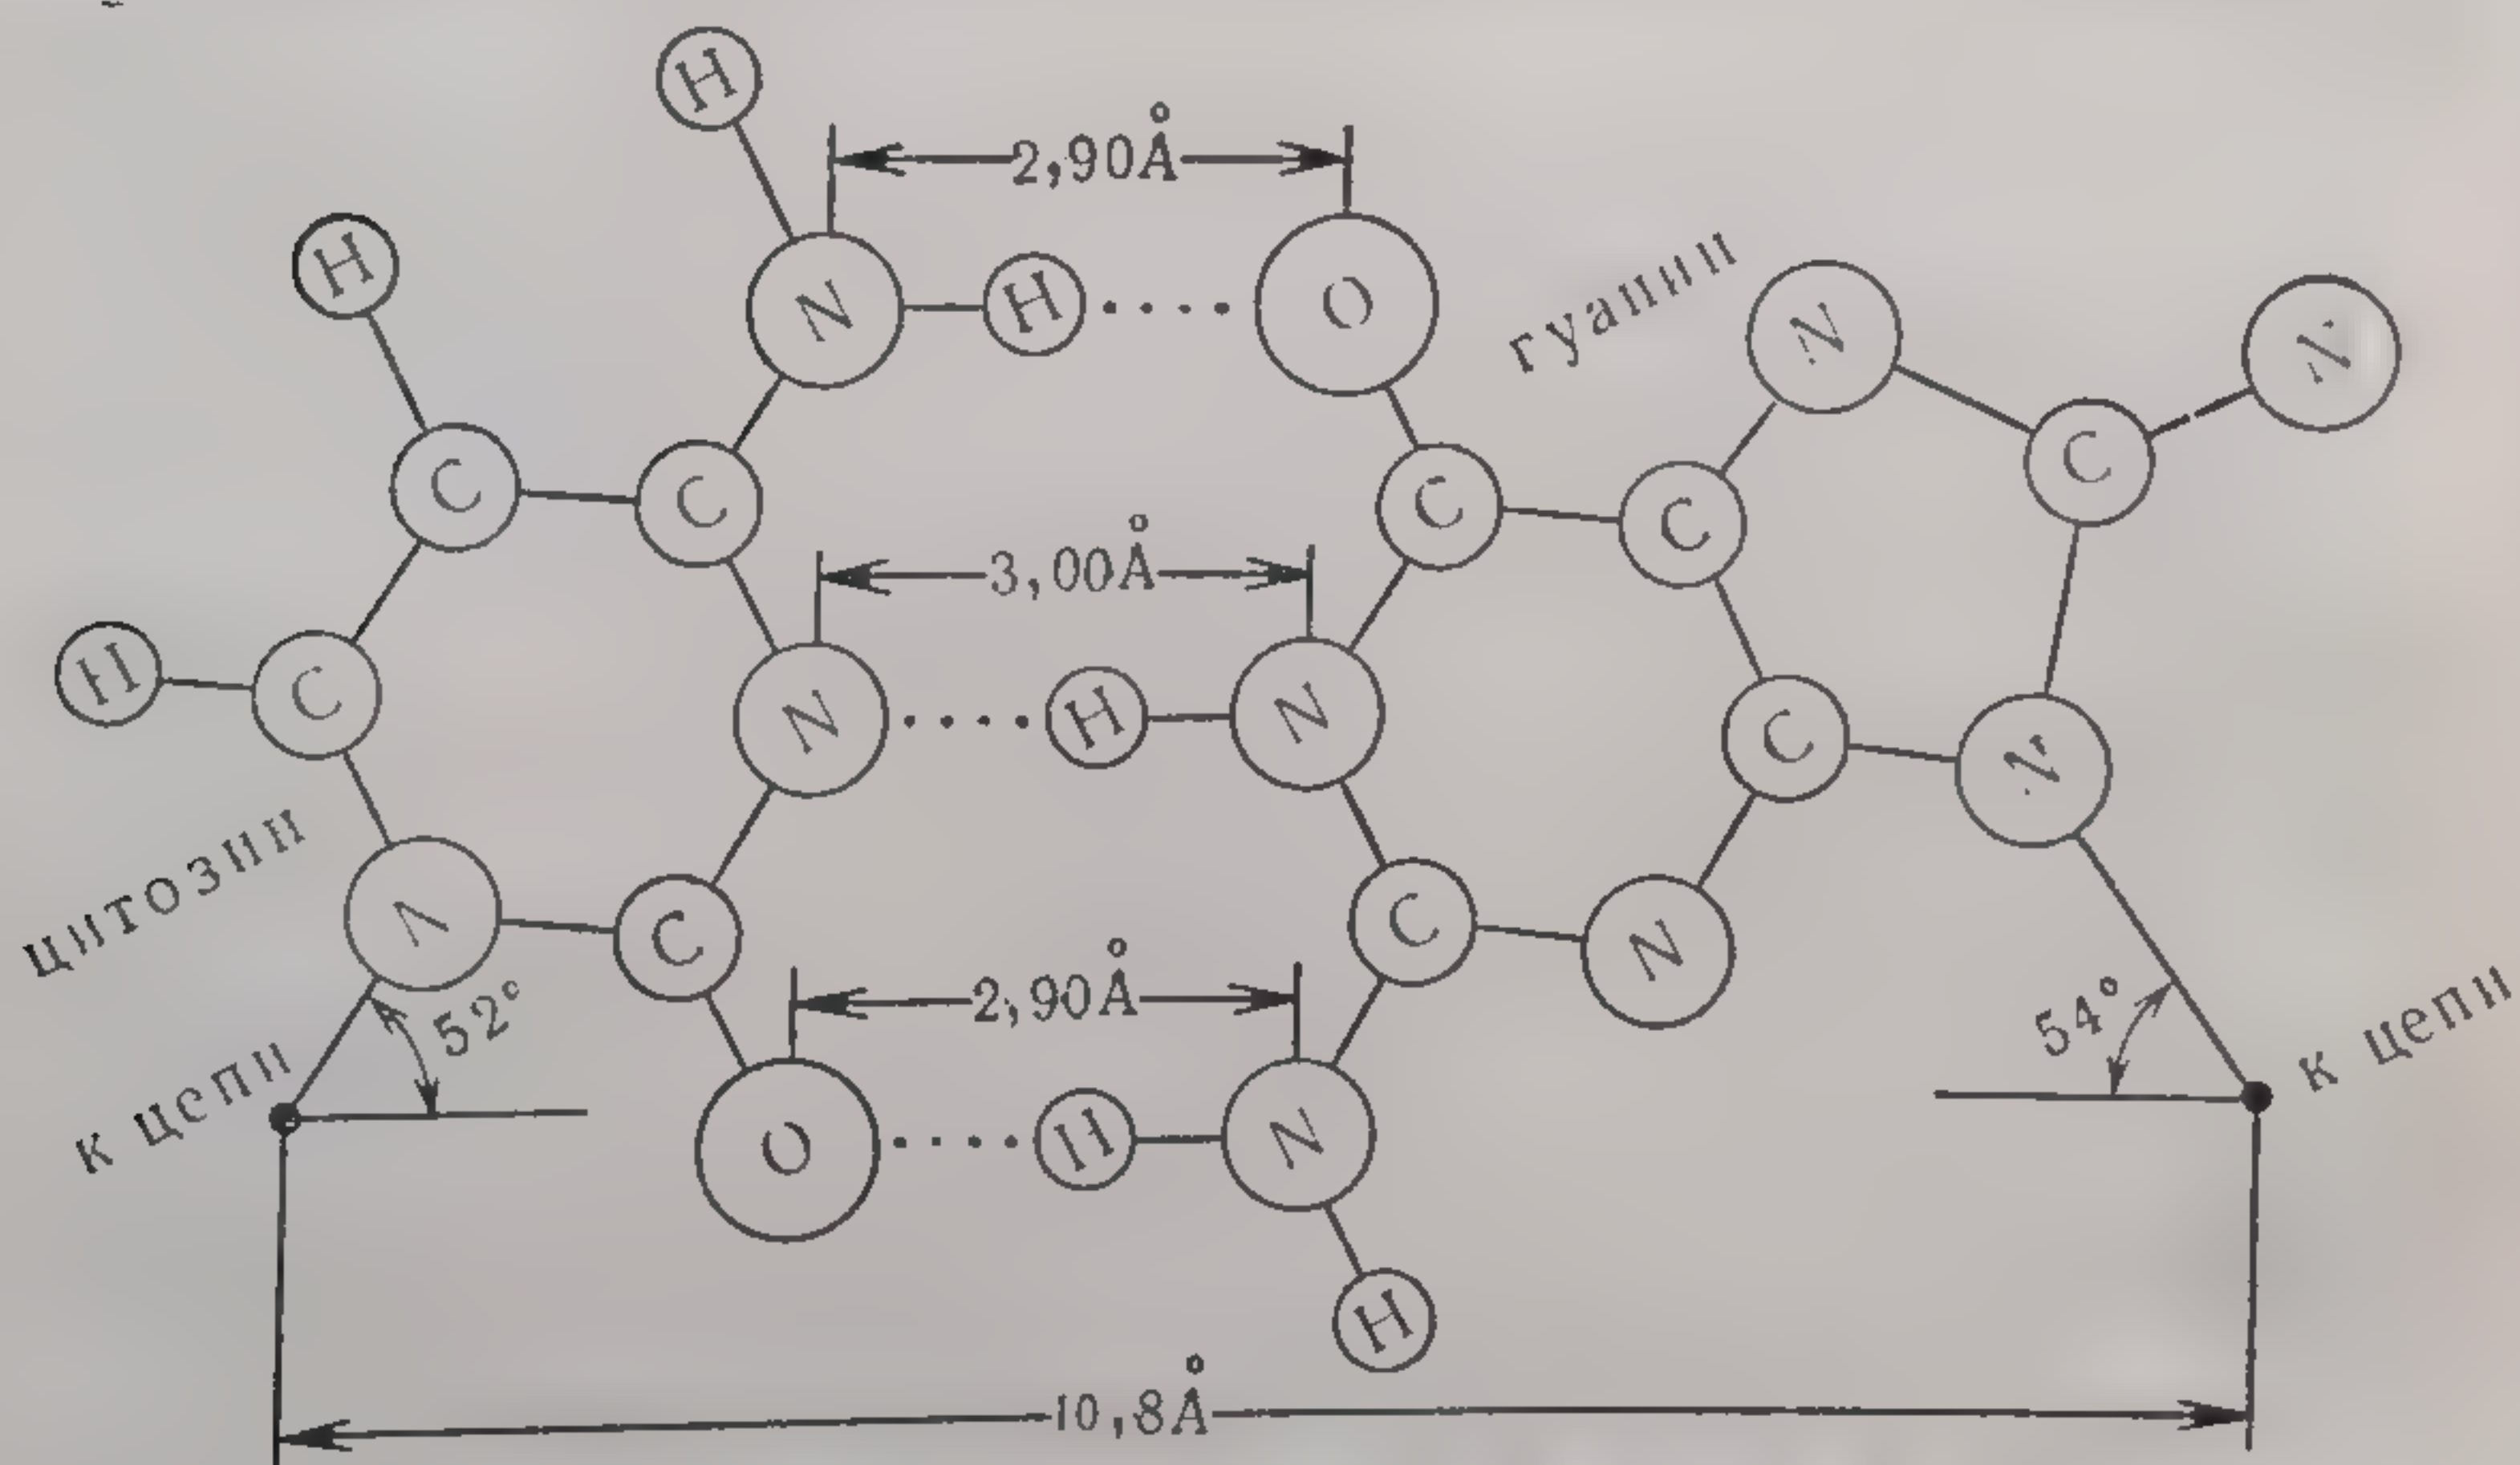 H
2,90Å
H
N H O гуанин N N
C C C C C
3,00Å
H C N H N C N
цитозин
Λ C C N
2,90Å
52° 54°
к цепи к цепи
O H N
H
10,8Å